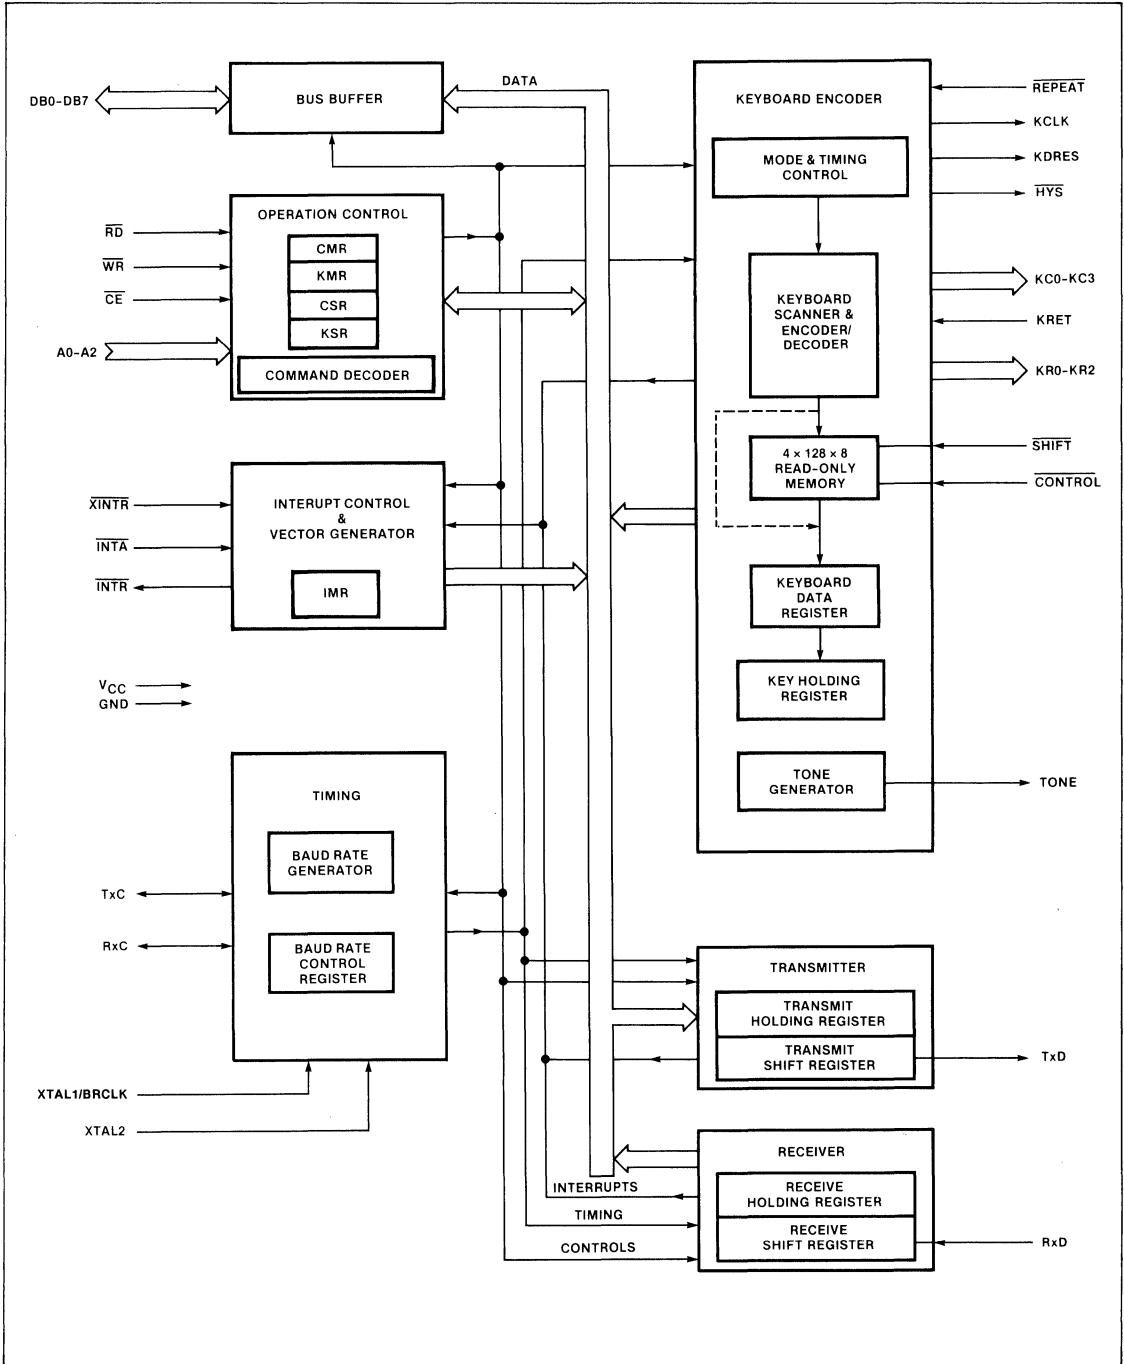 DATA
DB0-DB7
BUS BUFFER
OPERATION CONTROL
CMR
KMR
CSR
KSR
COMMAND DECODER
RD
WR
CE
A0-A2
XINTR
INTA
INTR
INTERUPT CONTROL
&
VECTOR GENERATOR
IMR
VCC
GND
TIMING
BAUD RATE
GENERATOR
BAUD RATE
CONTROL
REGISTER
TxC
RxC
XTAL1/BRCLK
XTAL2
KEYBOARD ENCODER
MODE & TIMING
CONTROL
KEYBOARD
SCANNER &
ENCODER/
DECODER
4 × 128 × 8
READ-ONLY
MEMORY
KEYBOARD
DATA
REGISTER
KEY HOLDING
REGISTER
TONE
GENERATOR
REPEAT
KCLK
KDRES
HYS
KC0-KC3
KRET
KR0-KR2
SHIFT
CONTROL
TONE
TRANSMITTER
TRANSMIT
HOLDING REGISTER
TRANSMIT
SHIFT REGISTER
TxD
RECEIVER
RECEIVE
HOLDING REGISTER
RECEIVE
SHIFT REGISTER
RxD
INTERRUPTS
TIMING
CONTROLS